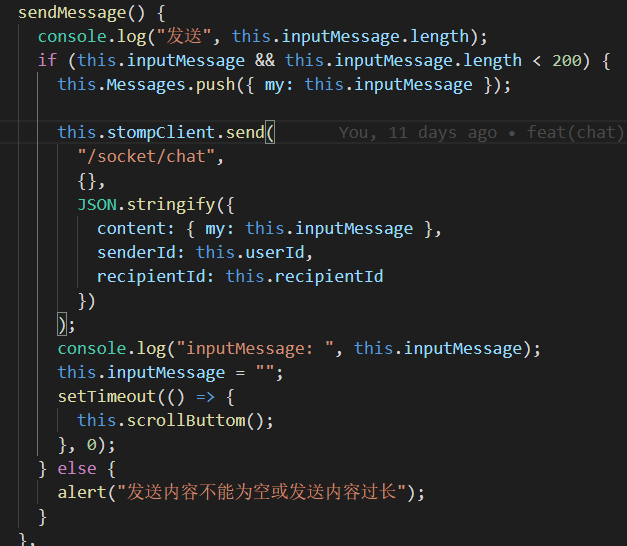 sendMessage() {
console.log("发送", this.inputMessage.length);
if (this.inputMessage && this.inputMessage.length < 200) {
this.Messages.push({ my: this.inputMessage });
this.stompClient.send( You, 11 days ago • feat(chat)
"/socket/chat",
{},
JSON.stringify({
content: { my: this.inputMessage },
senderId: this.userId,
recipientId: this.recipientId
})
);
console.log("inputMessage: ", this.inputMessage);
this.inputMessage = "";
setTimeout(() => {
this.scrollButtom();
}, 0);
} else {
alert("发送内容不能为空或发送内容过长");
}
},